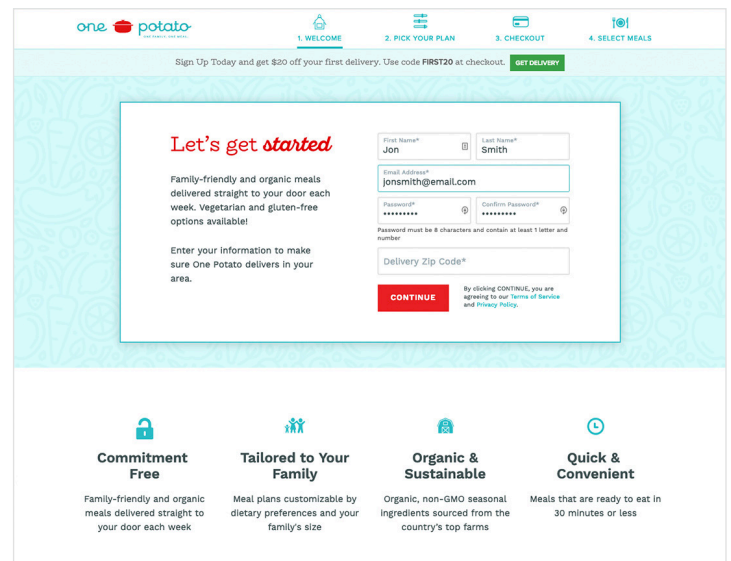 one potato
ONE FAMILY, ONE MEAL
1. WELCOME
2. PICK YOUR PLAN
3. CHECKOUT
4. SELECT MEALS
Sign Up Today and get $20 off your first delivery. Use code FIRST20 at checkout. GET DELIVERY
Let's get started
Family-friendly and organic meals
delivered straight to your door each
week. Vegetarian and gluten-free
options available!
Enter your information to make
sure One Potato delivers in your
area.
First Name*
Jon
Last Name*
Smith
Email Address*
jonsmith@email.com
Password*
•••••••••
Confirm Password*
•••••••••
Password must be 8 characters and contain at least 1 letter and
number
Delivery Zip Code*
CONTINUE
By clicking CONTINUE, you are
agreeing to our Terms of Service
and Privacy Policy.
Commitment
Free
Family-friendly and organic
meals delivered straight to
your door each week
Tailored to Your
Family
Meal plans customizable by
dietary preferences and your
family's size
Organic &
Sustainable
Organic, non-GMO seasonal
ingredients sourced from the
country's top farms
Quick &
Convenient
Meals that are ready to eat in
30 minutes or less